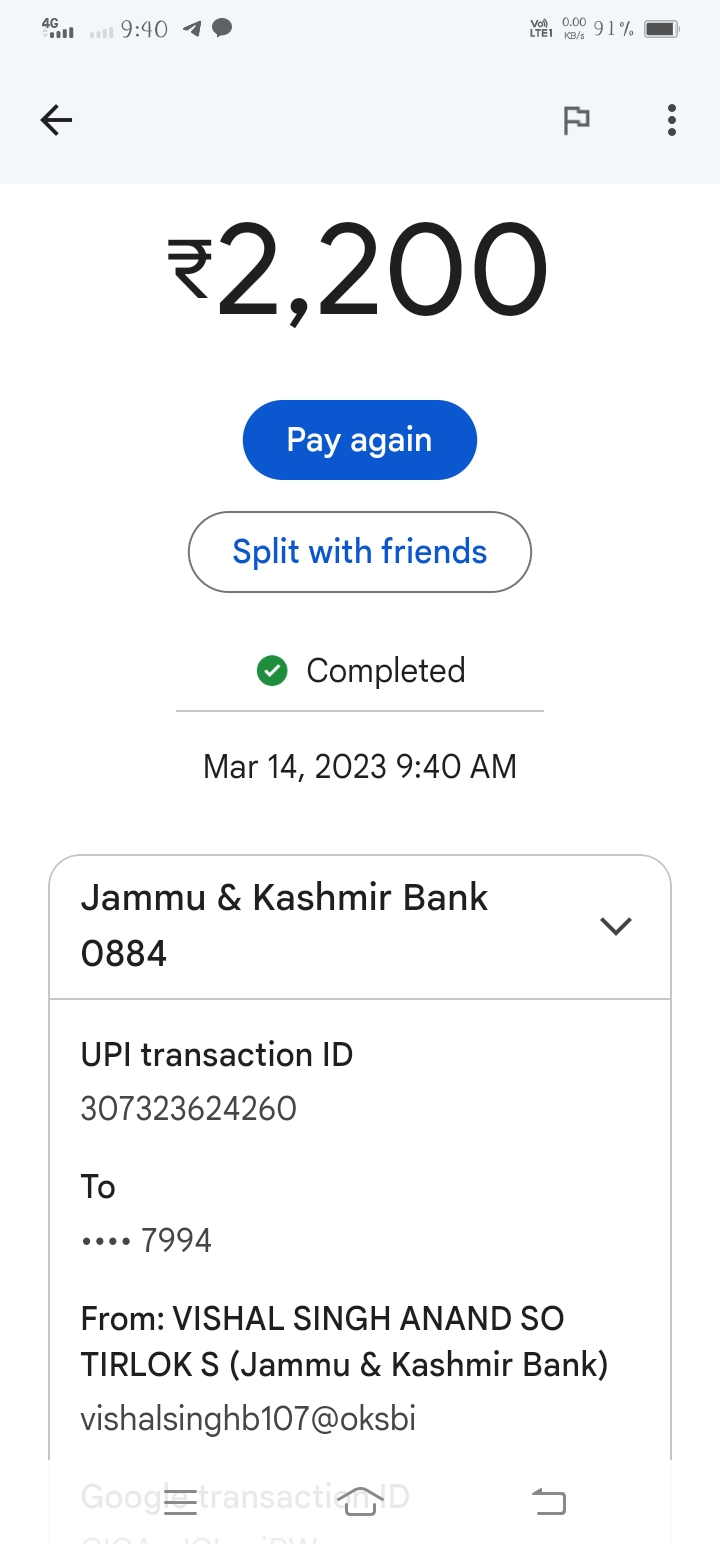 4G 9:40 Vo) LTE1 0.00 KB/s 91%
₹2,200
Pay again
Split with friends
Completed
Mar 14, 2023 9:40 AM
Jammu & Kashmir Bank
0884
UPI transaction ID
307323624260
To
•••• 7994
From: VISHAL SINGH ANAND SO
TIRLOK S (Jammu & Kashmir Bank)
vishalsinghb107@oksbi
Google transaction ID